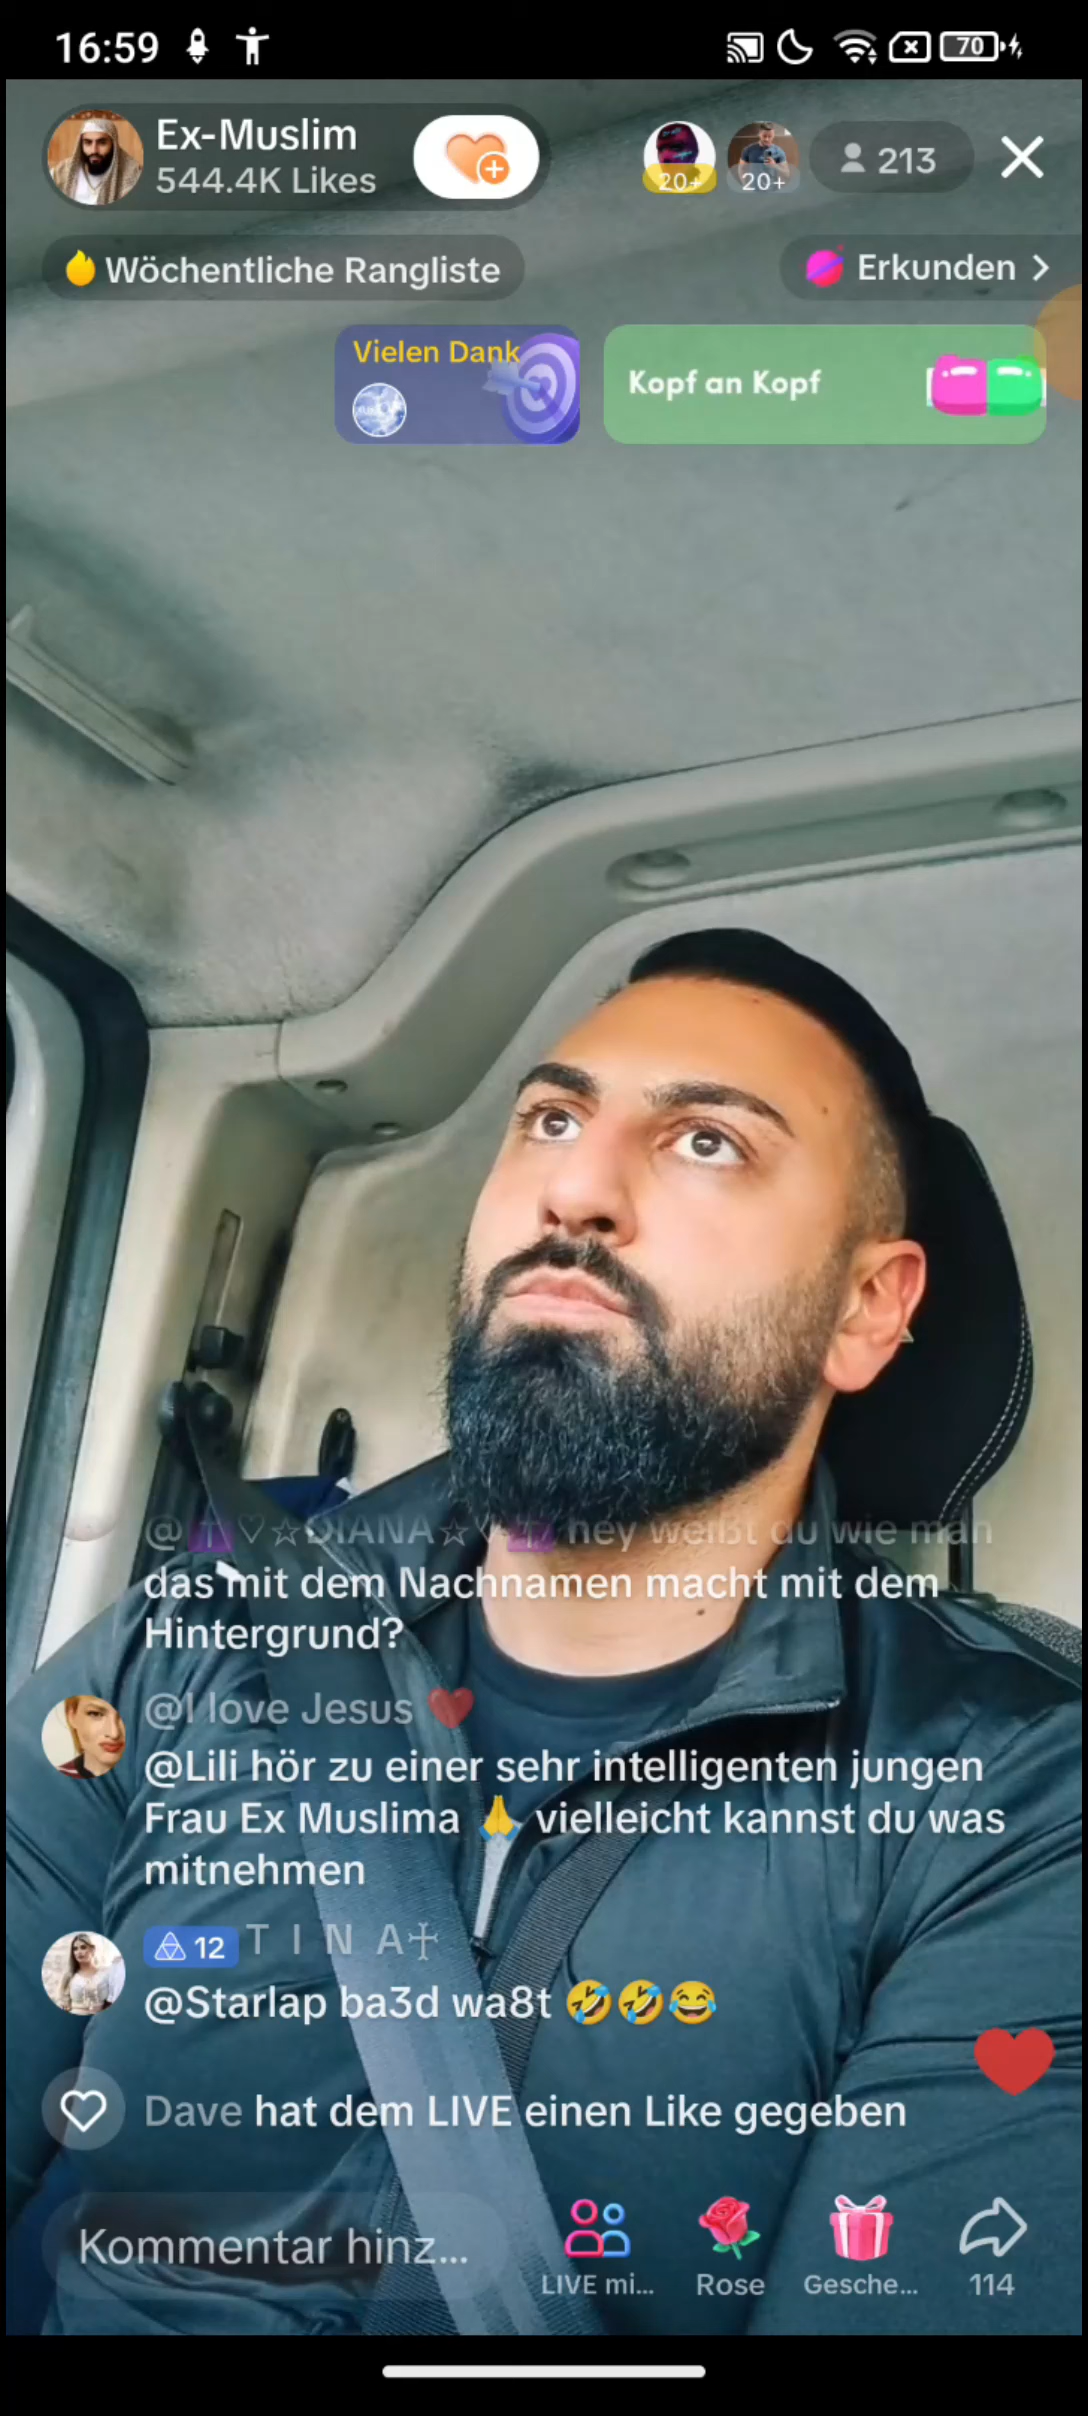 16:59
70
Ex-Muslim
544.4K Likes
20+
20+
213
Wöchentliche Rangliste
Erkunden >
Vielen Dank
Kopf an Kopf
@✝️♡☆DIANA☆♡✝️ hey weißt du wie man
das mit dem Nachnamen macht mit dem
Hintergrund?
@I love Jesus ❤️
@Lili hör zu einer sehr intelligenten jungen
Frau Ex Muslima 🙏 vielleicht kannst du was
mitnehmen
12 T I N A☥
@Starlap ba3d wa8t 🤣🤣😂
Dave hat dem LIVE einen Like gegeben
Kommentar hinz...
LIVE mi...
Rose
Gesche...
114